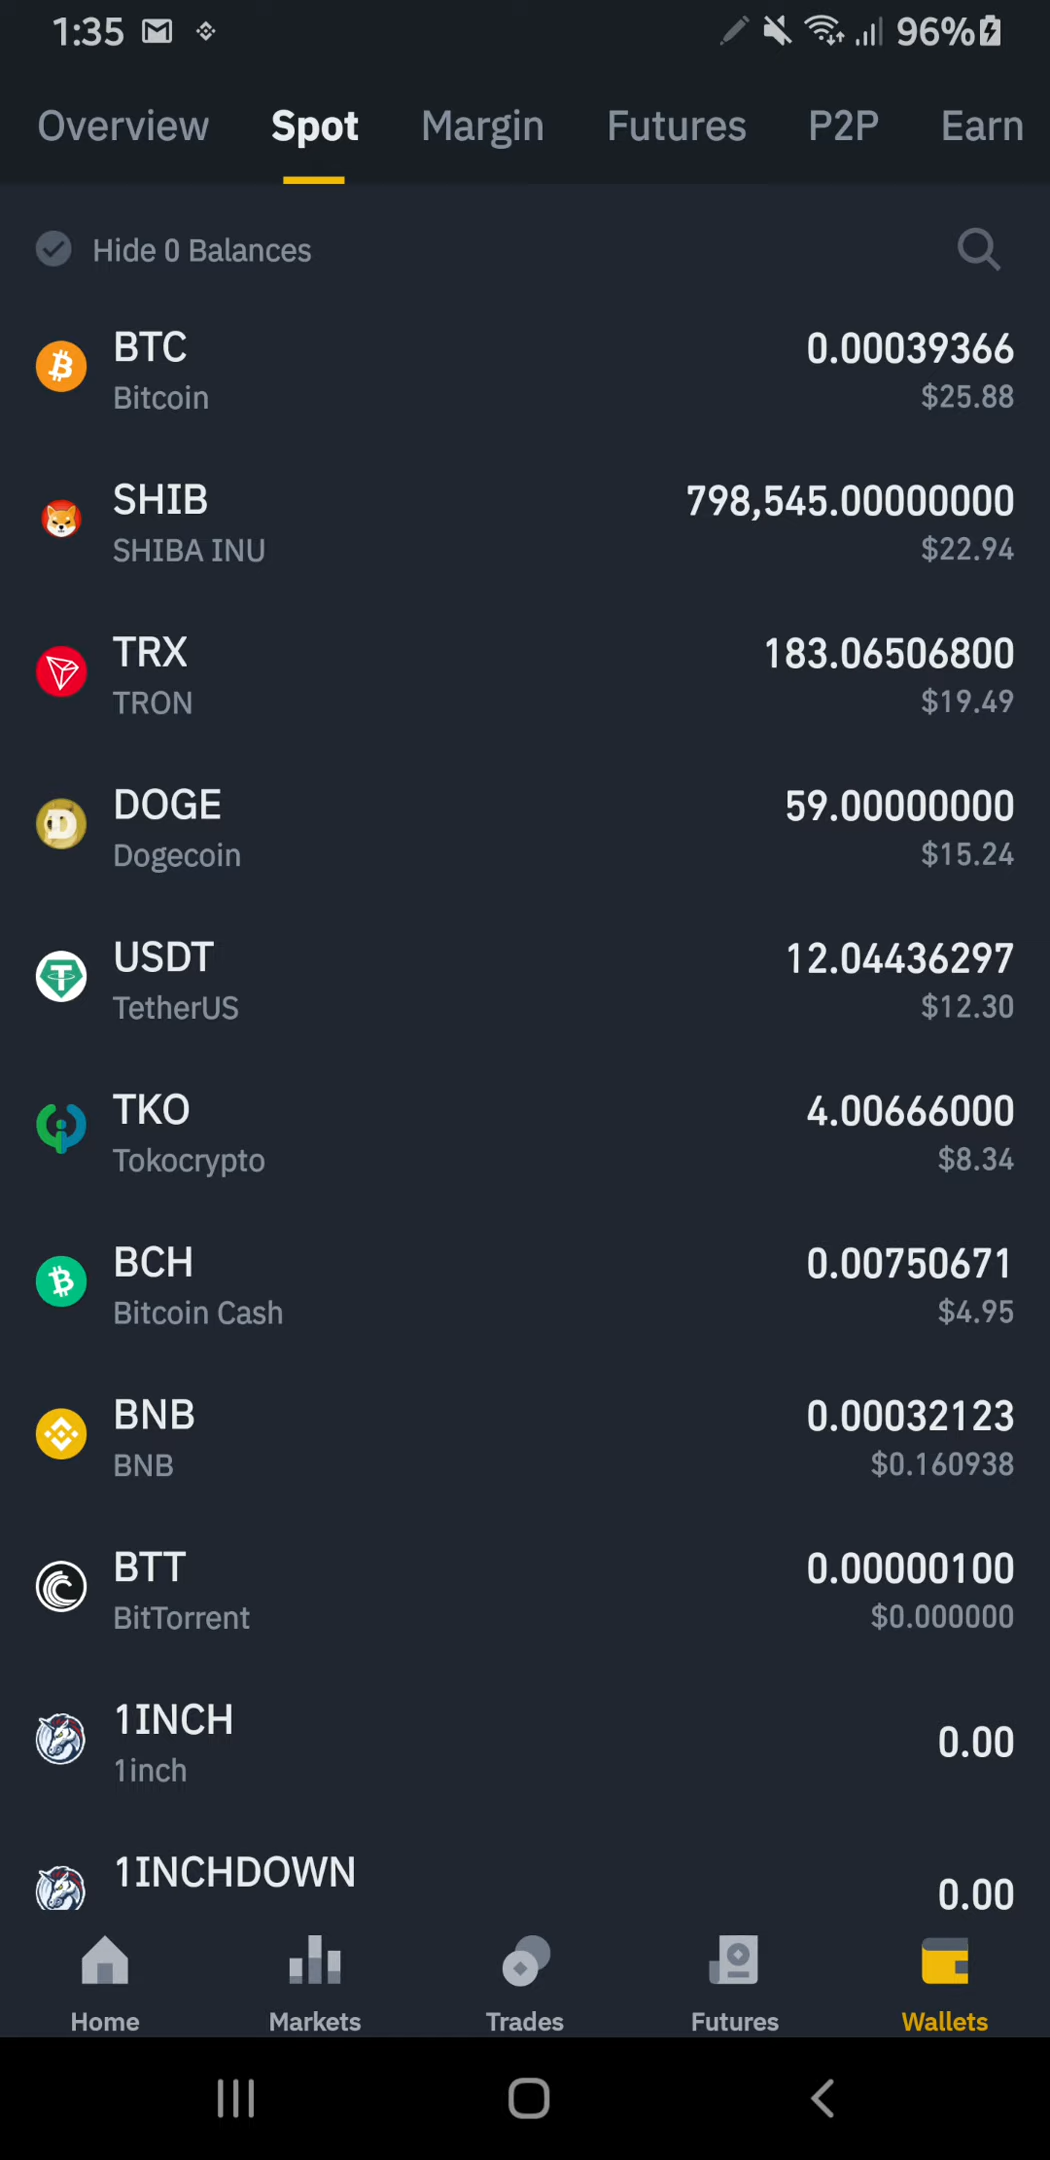 1:35 96%
Overview Spot Margin Futures P2P Earn
Hide 0 Balances
BTC 0.00039366
Bitcoin $25.88
SHIB 798,545.00000000
SHIBA INU $22.94
TRX 183.06506800
TRON $19.49
DOGE 59.00000000
Dogecoin $15.24
USDT 12.04436297
TetherUS $12.30
TKO 4.00666000
Tokocrypto $8.34
BCH 0.00750671
Bitcoin Cash $4.95
BNB 0.00032123
BNB $0.160938
BTT 0.00000100
BitTorrent $0.000000
1INCH 0.00
1inch
1INCHDOWN 0.00
Home Markets Trades Futures Wallets